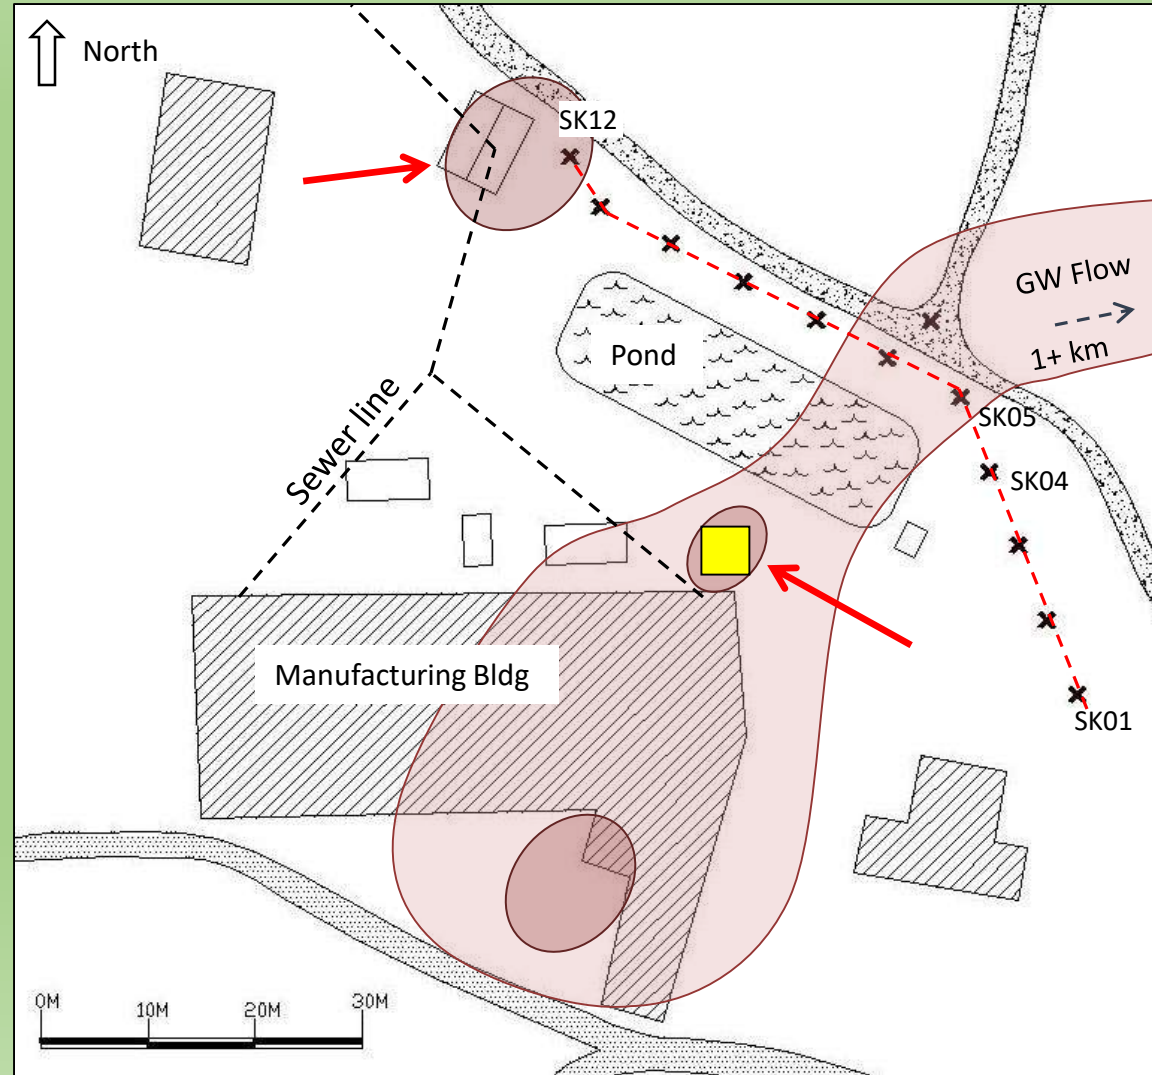 North
SK12
GW Flow
1+ km
Pond
SK05
Sewer line
SK04
Manufacturing Bldg
SK01
0M 10M 20M 30M